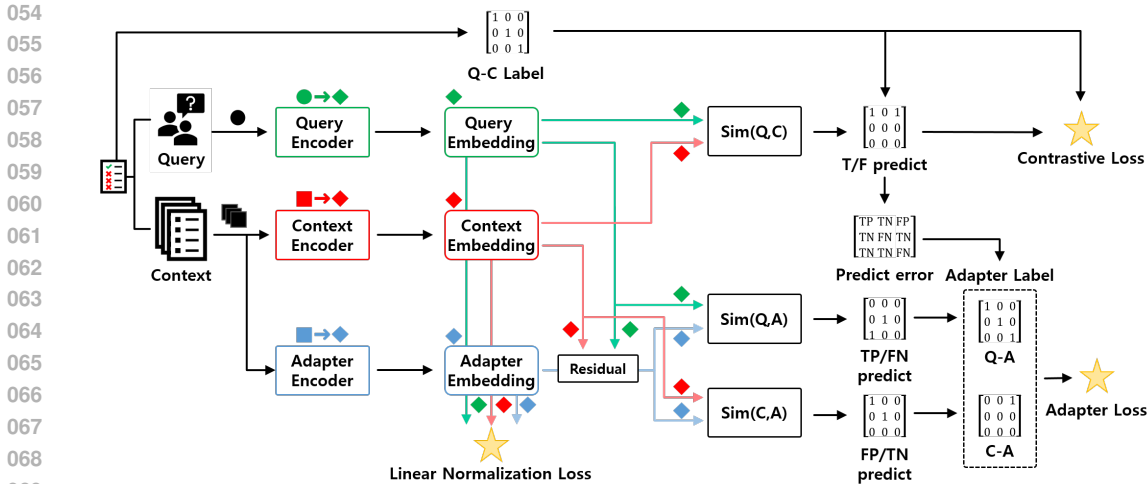 054
055
056
057
058
059
060
061
062
063
064
065
066
067
068
1 0 0
0 1 0
0 0 1
Q-C Label
?
Query
Context
Query
Encoder
Context
Encoder
Adapter
Encoder
Query
Embedding
Context
Embedding
Adapter
Embedding
Residual
Linear Normalization Loss
Sim(Q,C)
Sim(Q,A)
Sim(C,A)
1 0 1
0 0 0
0 0 0
T/F predict
Contrastive Loss
TP TN FP
TN FN TN
TN TN FN
Predict error
Adapter Label
0 0 0
0 1 0
1 0 0
TP/FN
predict
1 0 0
0 1 0
0 0 0
FP/TN
predict
1 0 0
0 1 0
0 0 1
Q-A
0 0 1
0 0 0
0 0 0
C-A
Adapter Loss